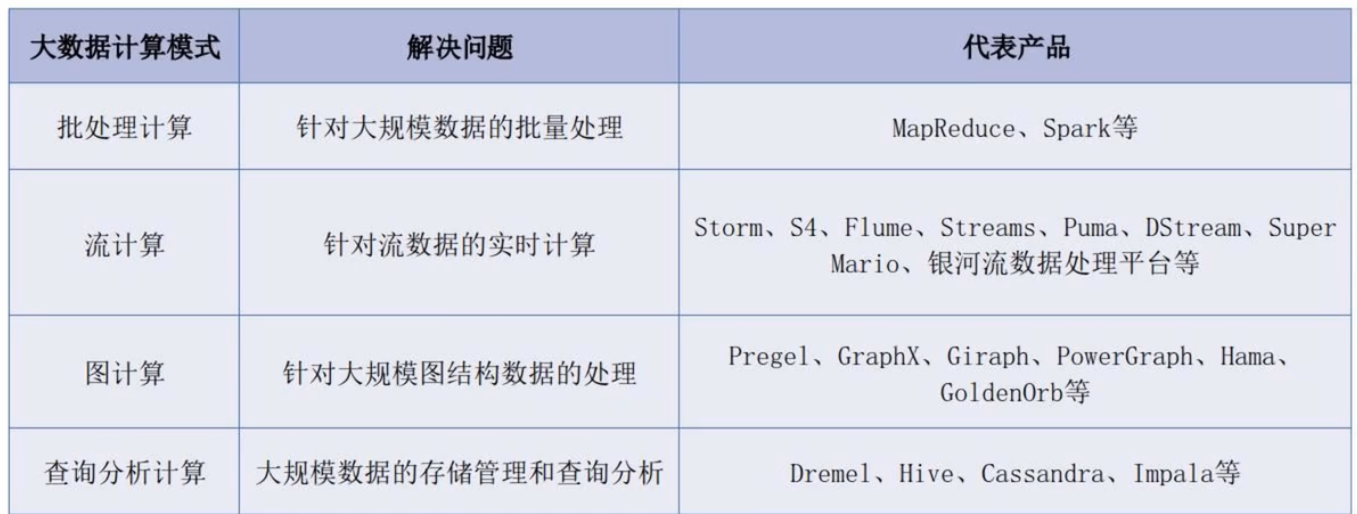 大数据计算模式 解决问题 代表产品
批处理计算 针对大规模数据的批量处理 MapReduce、Spark等
流计算 针对流数据的实时计算 Storm、S4、Flume、Streams、Puma、DStream、Super
Mario、银河流数据处理平台等
图计算 针对大规模图结构数据的处理 Pregel、GraphX、Giraph、PowerGraph、Hama、
GoldenOrb等
查询分析计算 大规模数据的存储管理和查询分析 Dremel、Hive、Cassandra、Impala等